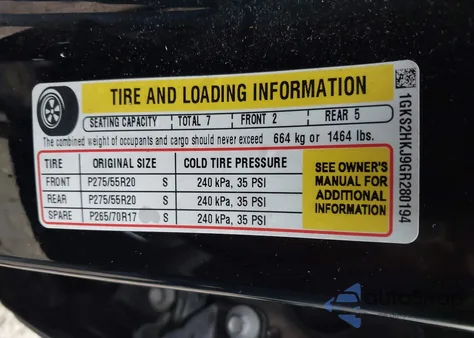 TIRE AND LOADING INFORMATION
SEATING CAPACITY | TOTAL 7 | FRONT 2 | REAR 5
The combined weight of occupants and cargo should never exceed 664 kg or 1464 lbs.
TIRE ORIGINAL SIZE COLD TIRE PRESSURE
FRONT P275/55R20 S 240 kPa, 35 PSI
REAR P275/55R20 S 240 kPa, 35 PSI
SPARE P265/70R17 S 240 kPa, 35 PSI
SEE OWNER'S
MANUAL FOR
ADDITIONAL
INFORMATION
1GKS2HKJ9GR280194